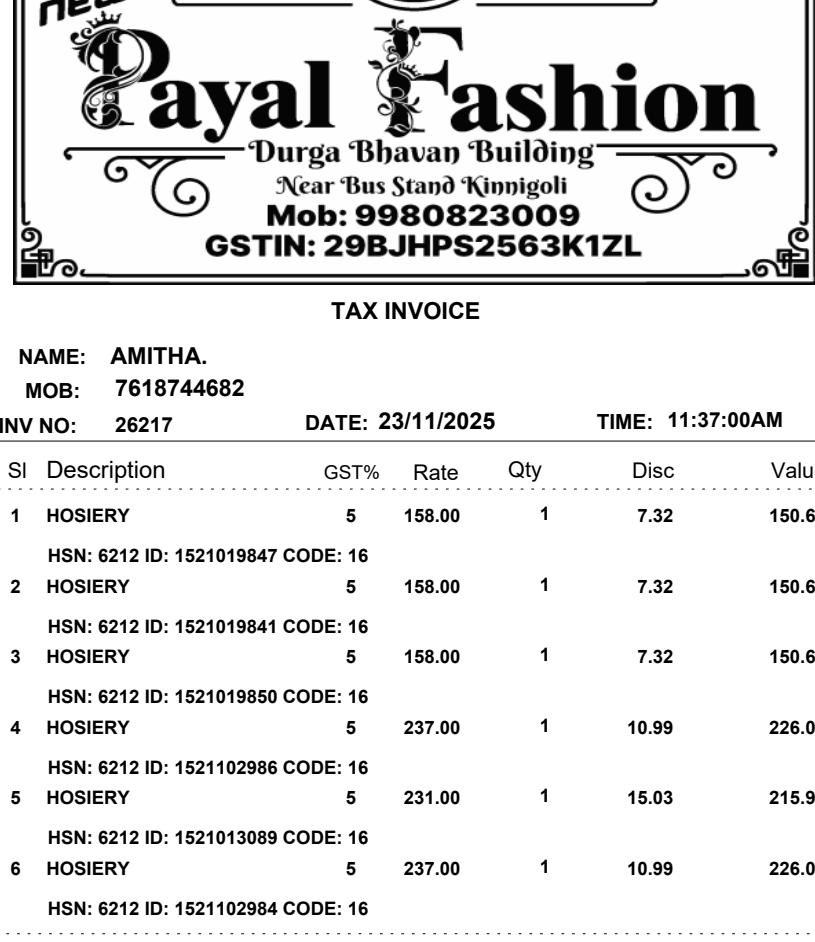 new
Payal Fashion
Durga Bhavan Building
Near Bus Stand Kinnigoli
Mob: 9980823009
GSTIN: 29BJHPS2563K1ZL
TAX INVOICE
NAME: AMITHA.
MOB: 7618744682
INV NO: 26217 DATE: 23/11/2025 TIME: 11:37:00AM
Sl Description GST% Rate Qty Disc Valu
1 HOSIERY 5 158.00 1 7.32 150.6
HSN: 6212 ID: 1521019847 CODE: 16
2 HOSIERY 5 158.00 1 7.32 150.6
HSN: 6212 ID: 1521019841 CODE: 16
3 HOSIERY 5 158.00 1 7.32 150.6
HSN: 6212 ID: 1521019850 CODE: 16
4 HOSIERY 5 237.00 1 10.99 226.0
HSN: 6212 ID: 1521102986 CODE: 16
5 HOSIERY 5 231.00 1 15.03 215.9
HSN: 6212 ID: 1521013089 CODE: 16
6 HOSIERY 5 237.00 1 10.99 226.0
HSN: 6212 ID: 1521102984 CODE: 16